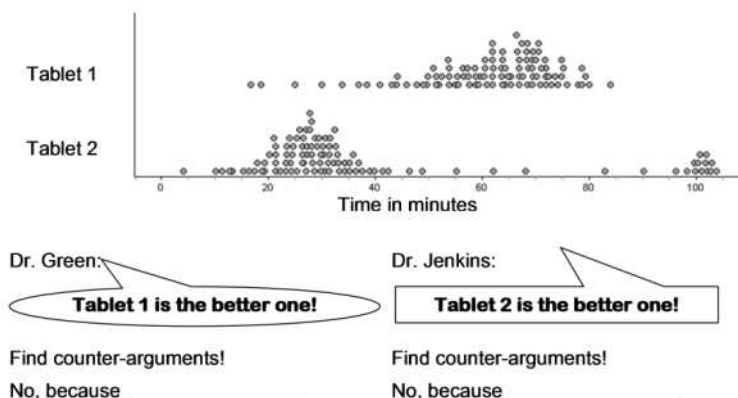 Tablet 1
Tablet 2
0 20 40 60 80 100
Time in minutes
Dr. Green:
Dr. Jenkins:
Tablet 1 is the better one!
Tablet 2 is the better one!
Find counter-arguments!
Find counter-arguments!
No, because
No, because